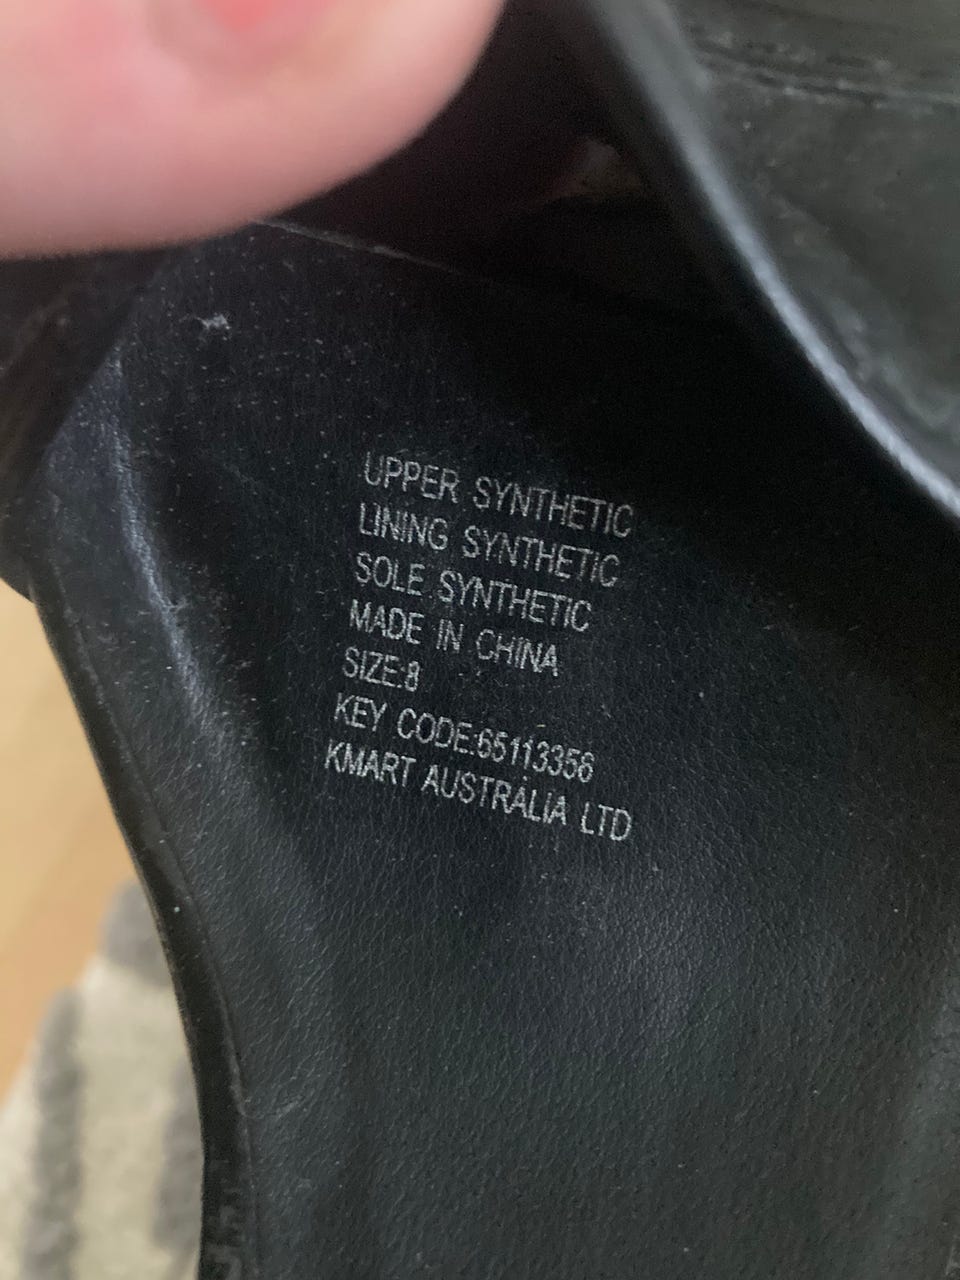 UPPER SYNTHETIC
LINING SYNTHETIC
SOLE SYNTHETIC
MADE IN CHINA
SIZE:8
KEY CODE:65113356
KMART AUSTRALIA LTD